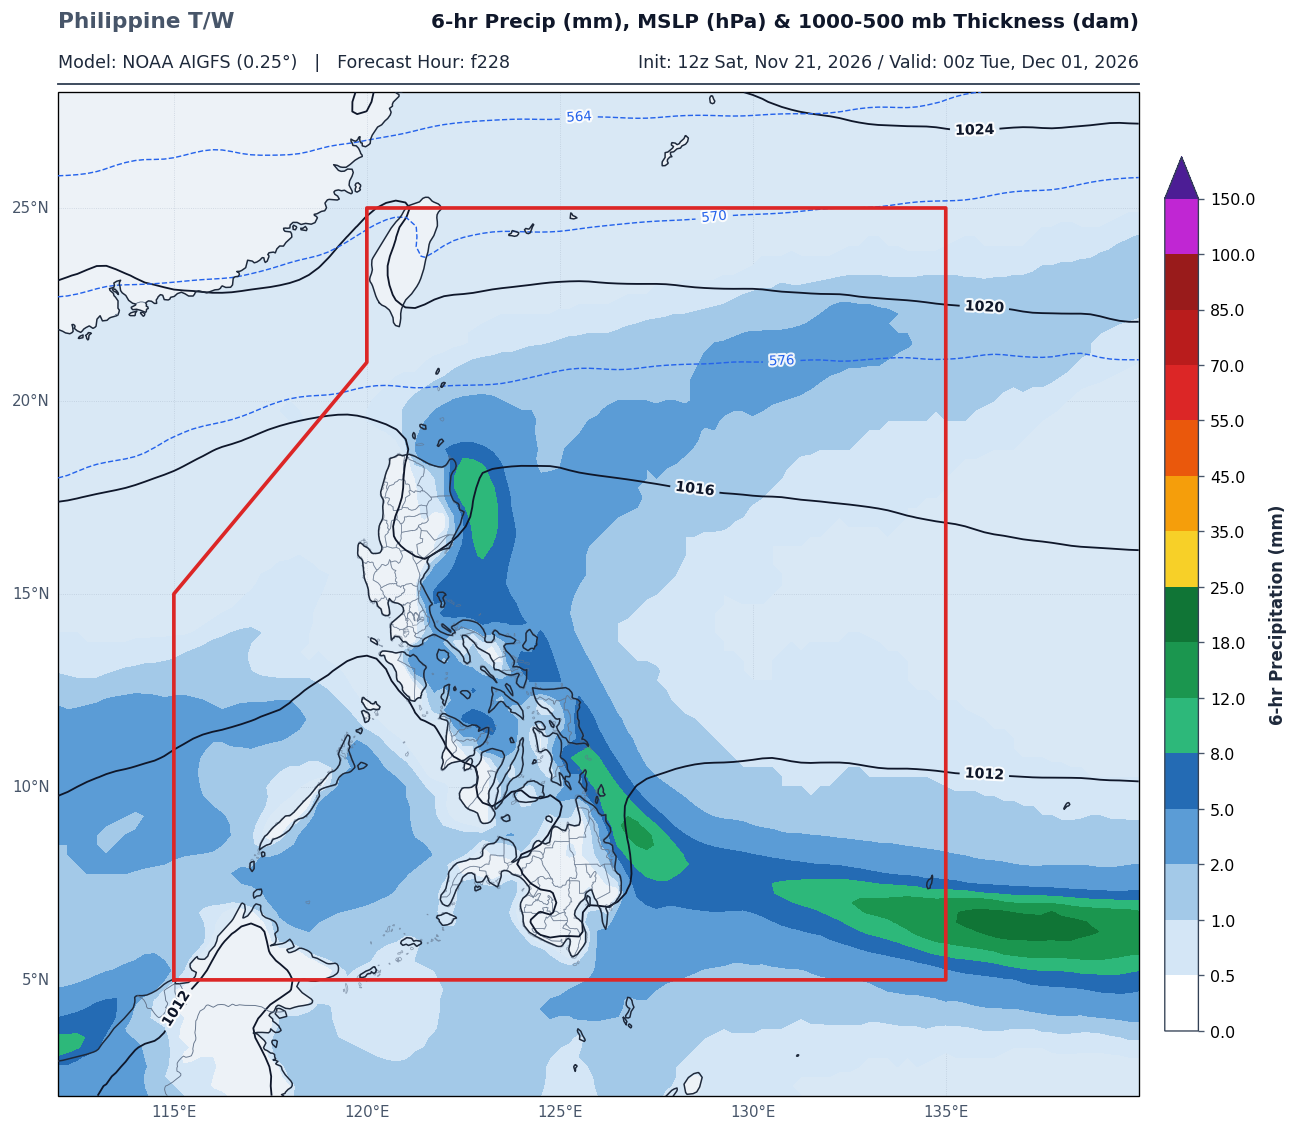 Philippine T/W
6-hr Precip (mm), MSLP (hPa) & 1000-500 mb Thickness (dam)
Model: NOAA AIGFS (0.25°) | Forecast Hour: f228
Init: 12z Sat, Nov 21, 2026 / Valid: 00z Tue, Dec 01, 2026
564
1024
570
1020
576
1016
1012
1012
25°N
20°N
15°N
10°N
5°N
115°E
120°E
125°E
130°E
135°E
150.0
100.0
85.0
70.0
55.0
45.0
35.0
25.0
18.0
12.0
8.0
5.0
2.0
1.0
0.5
0.0
6-hr Precipitation (mm)